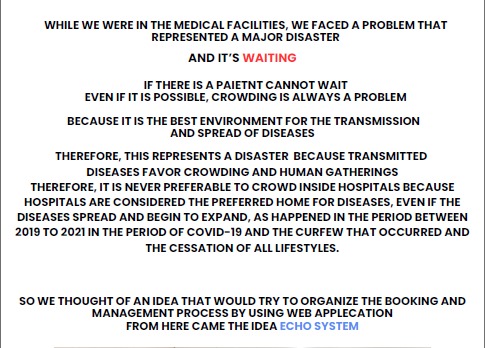 WHILE WE WERE IN THE MEDICAL FACILITIES, WE FACED A PROBLEM THAT
REPRESENTED A MAJOR DISASTER
AND IT'S WAITING
IF THERE IS A PAIETNT CANNOT WAIT
EVEN IF IT IS POSSIBLE, CROWDING IS ALWAYS A PROBLEM
BECAUSE IT IS THE BEST ENVIRONMENT FOR THE TRANSMISSION
AND SPREAD OF DISEASES
THEREFORE, THIS REPRESENTS A DISASTER BECAUSE TRANSMITTED
DISEASES FAVOR CROWDING AND HUMAN GATHERINGS
THEREFORE, IT IS NEVER PREFERABLE TO CROWD INSIDE HOSPITALS BECAUSE
HOSPITALS ARE CONSIDERED THE PREFERRED HOME FOR DISEASES, EVEN IF THE
DISEASES SPREAD AND BEGIN TO EXPAND, AS HAPPENED IN THE PERIOD BETWEEN
2019 TO 2021 IN THE PERIOD OF COVID-19 AND THE CURFEW THAT OCCURRED AND
THE CESSATION OF ALL LIFESTYLES.
SO WE THOUGHT OF AN IDEA THAT WOULD TRY TO ORGANIZE THE BOOKING AND
MANAGEMENT PROCESS BY USING WEB APPLECATION
FROM HERE CAME THE IDEA ECHO SYSTEM